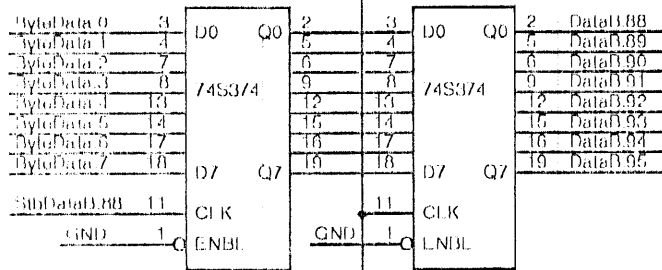 ByteData.0 3 D0 Q0 2 3 D0 Q0 2 DataB.88
ByteData.1 4 5 4 5 DataB.89
ByteData.2 7 6 7 6 DataB.90
ByteData.3 8 74S374 9 8 74S374 9 DataB.91
ByteData.4 13 12 13 12 DataB.92
ByteData.5 14 15 14 15 DataB.93
ByteData.6 17 16 17 16 DataB.94
ByteData.7 18 D7 Q7 19 18 D7 Q7 19 DataB.95
StbDataB.88 11 CLK 11 CLK
GND 1 ENBL GND 1 ENBL